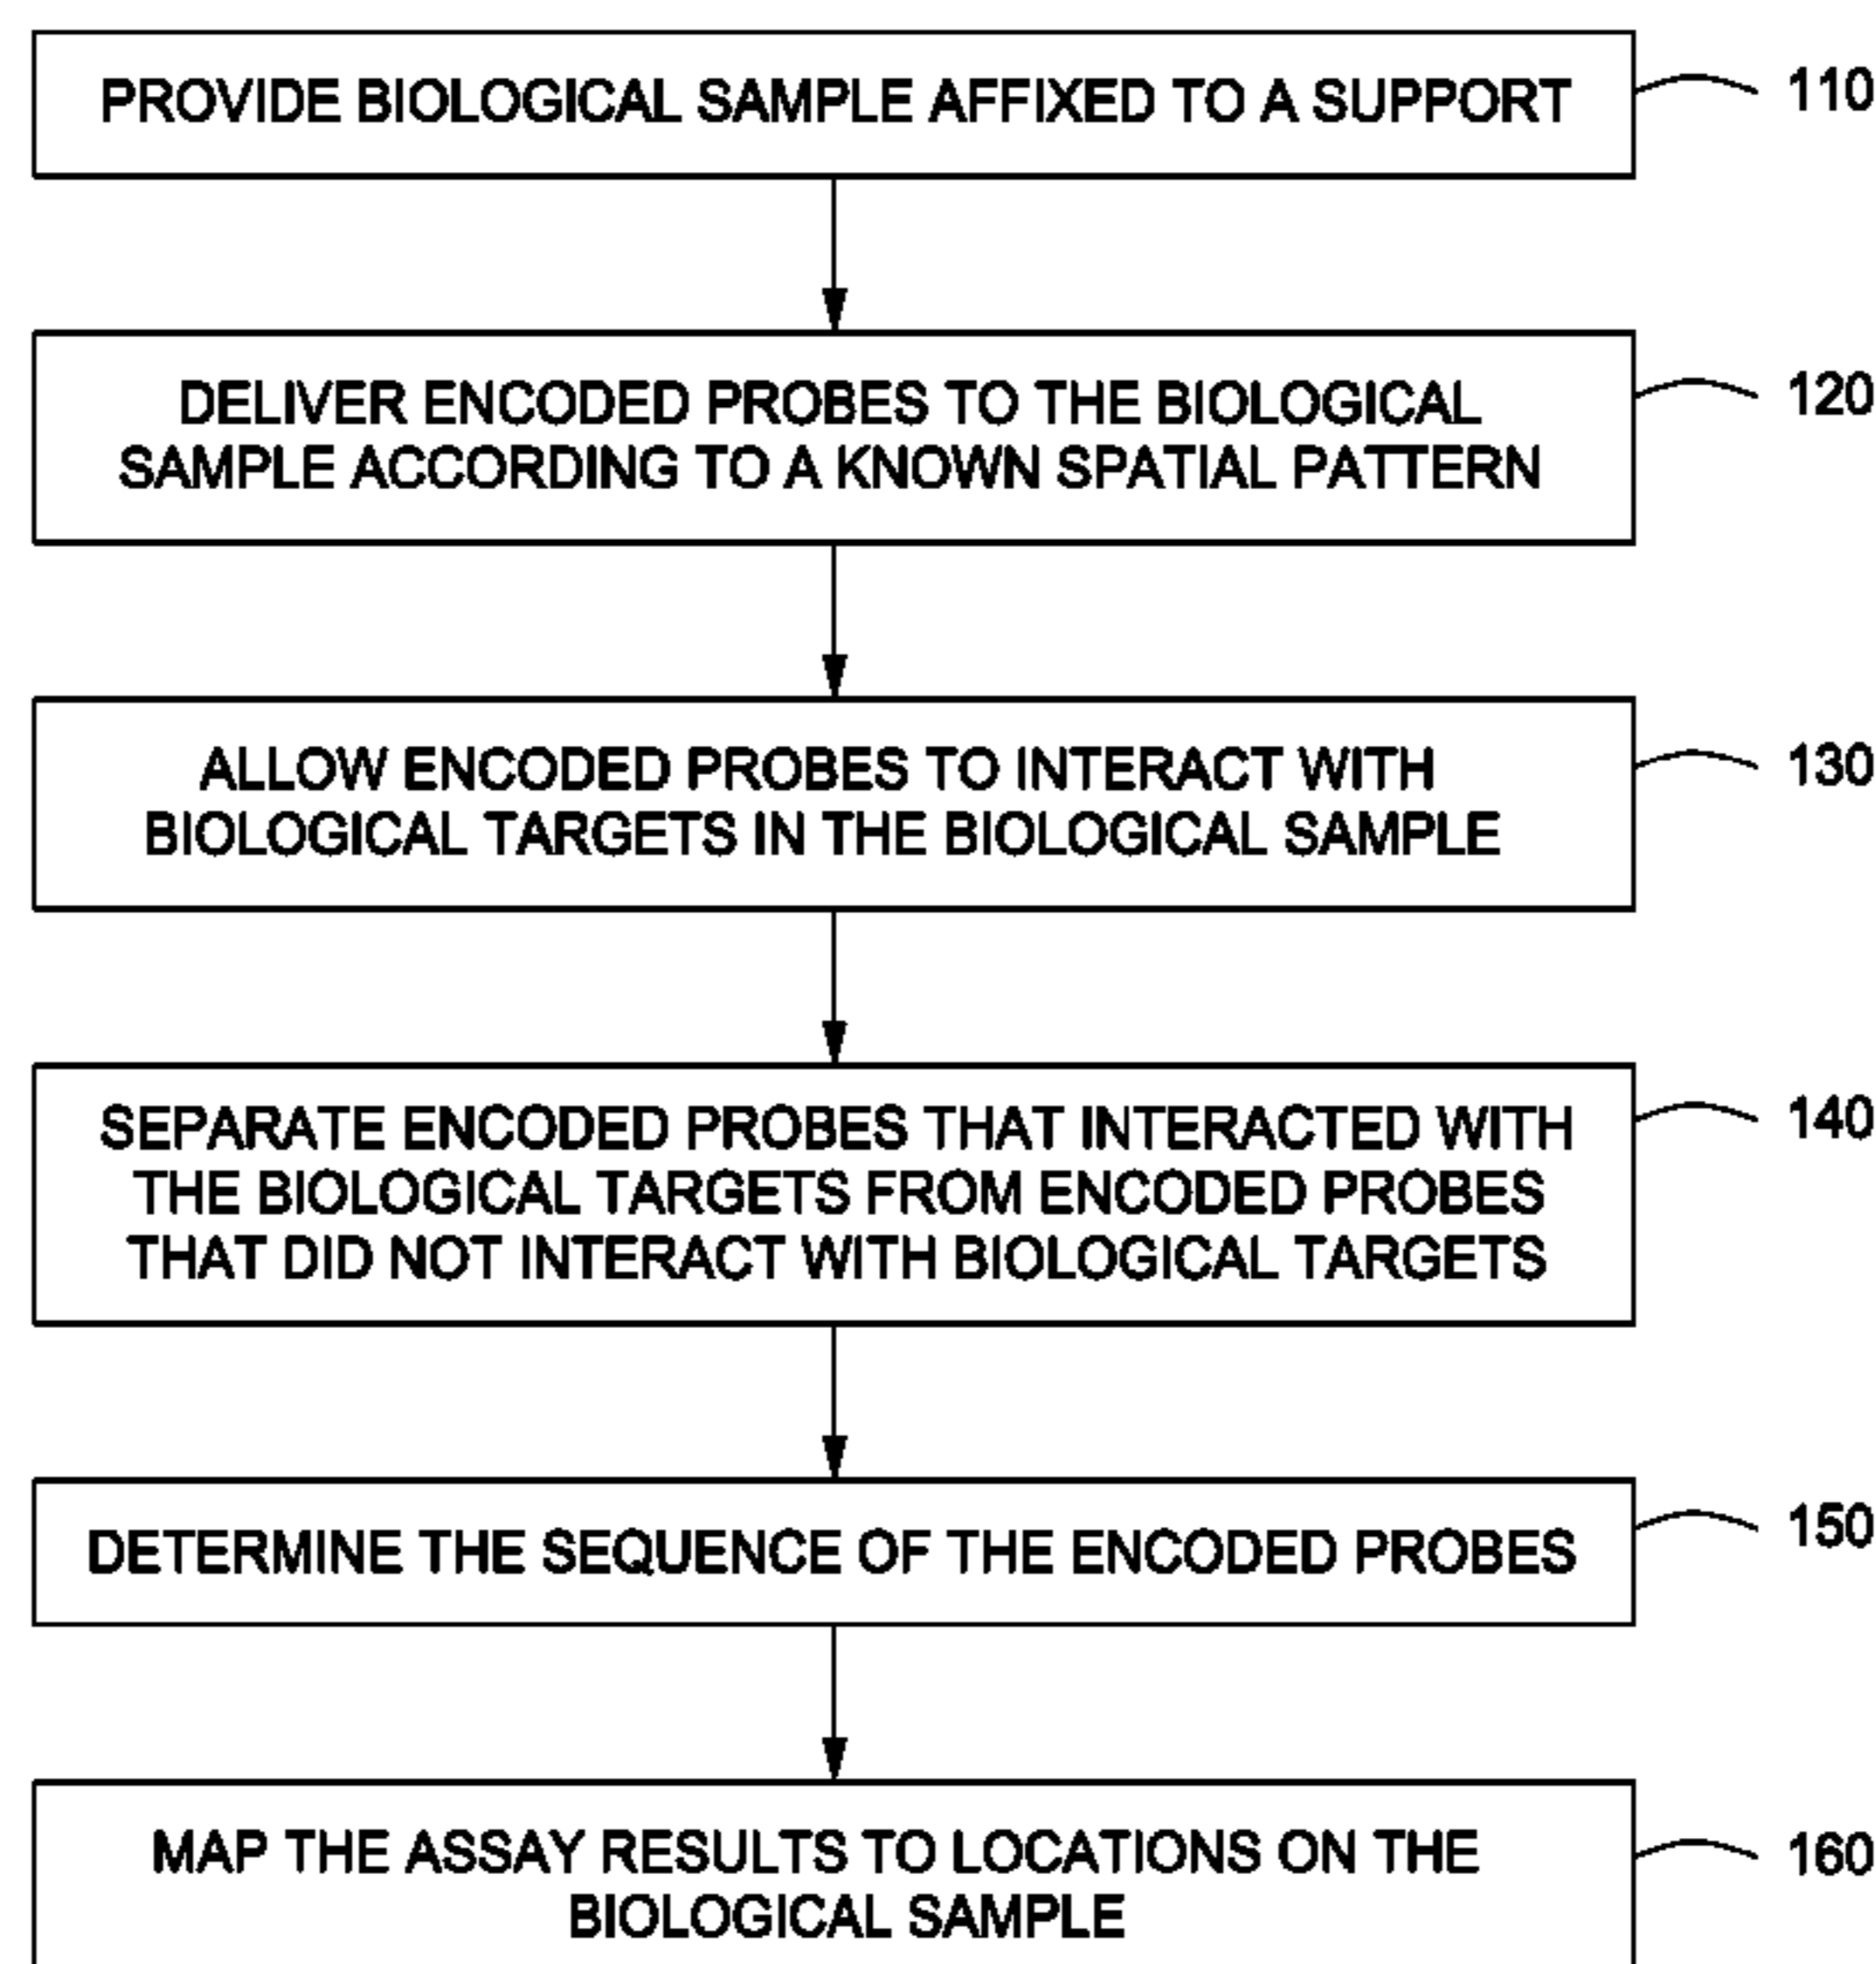 PROVIDE BIOLOGICAL SAMPLE AFFIXED TO A SUPPORT
110
DELIVER ENCODED PROBES TO THE BIOLOGICAL
SAMPLE ACCORDING TO A KNOWN SPATIAL PATTERN
120
ALLOW ENCODED PROBES TO INTERACT WITH
BIOLOGICAL TARGETS IN THE BIOLOGICAL SAMPLE
130
SEPARATE ENCODED PROBES THAT INTERACTED WITH
THE BIOLOGICAL TARGETS FROM ENCODED PROBES
THAT DID NOT INTERACT WITH BIOLOGICAL TARGETS
140
DETERMINE THE SEQUENCE OF THE ENCODED PROBES
150
MAP THE ASSAY RESULTS TO LOCATIONS ON THE
BIOLOGICAL SAMPLE
160